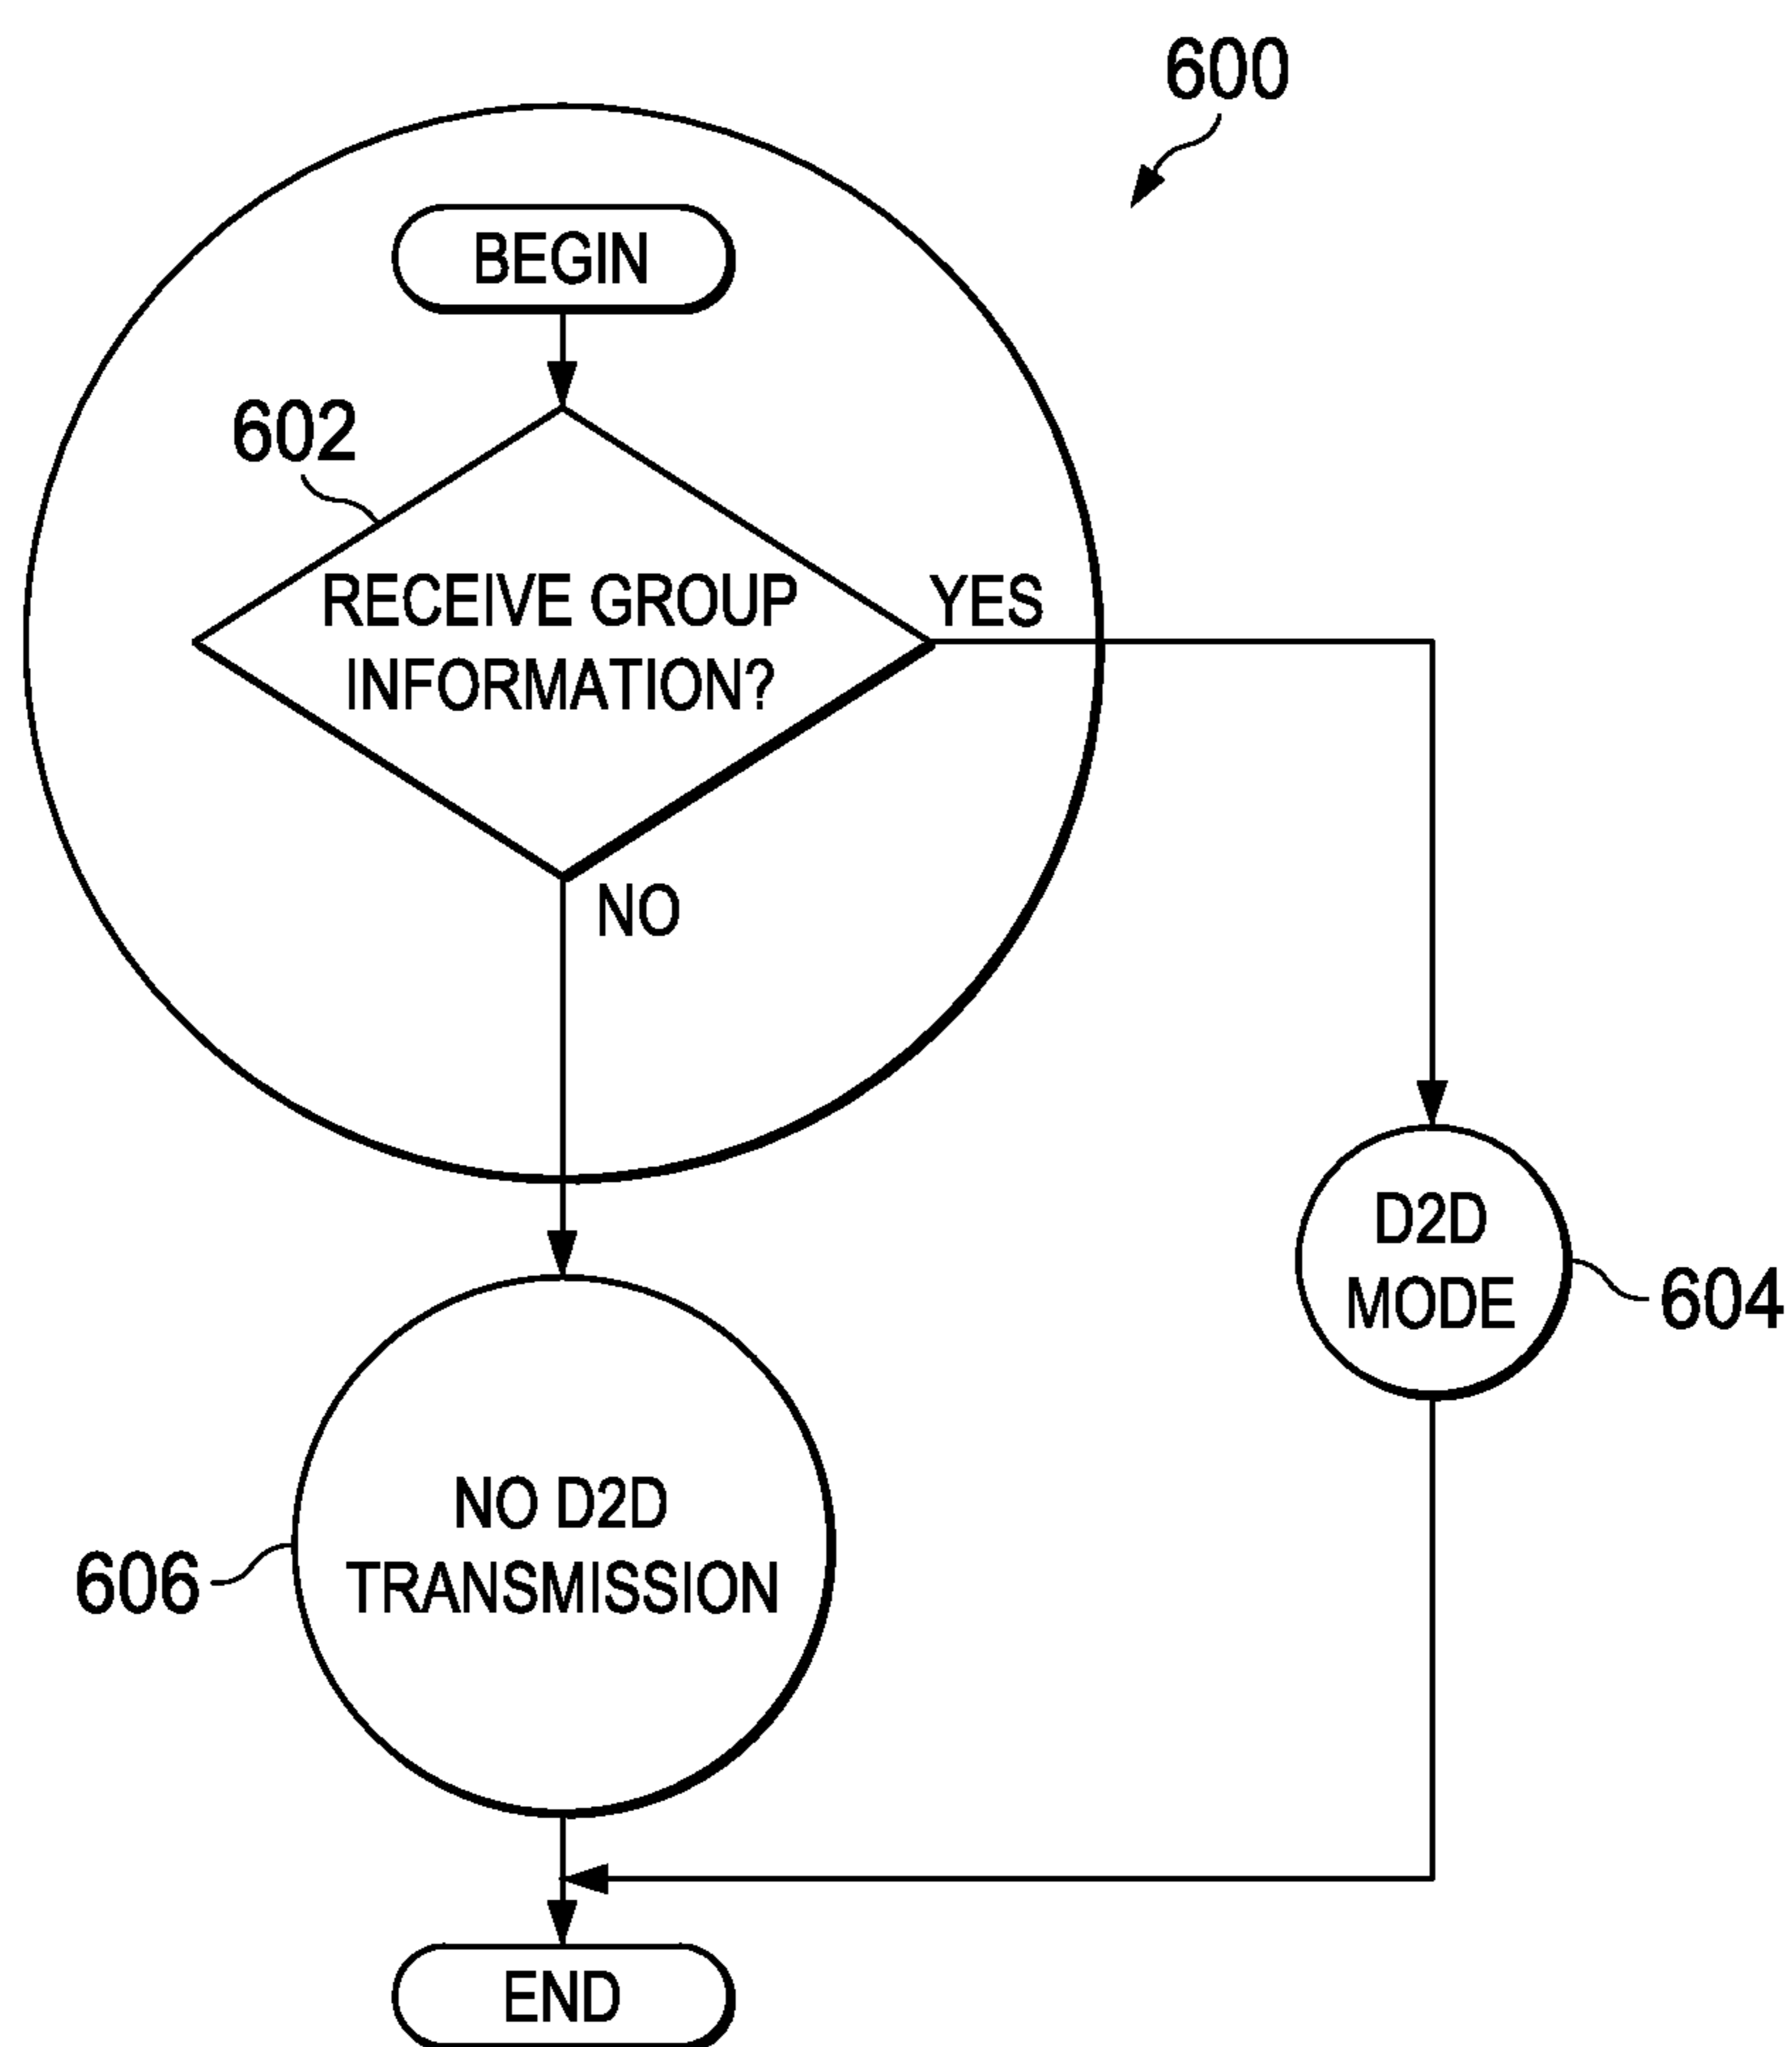 600
BEGIN
602
RECEIVE GROUP
INFORMATION?
YES
NO
D2D
MODE
604
NO D2D
TRANSMISSION
606
END